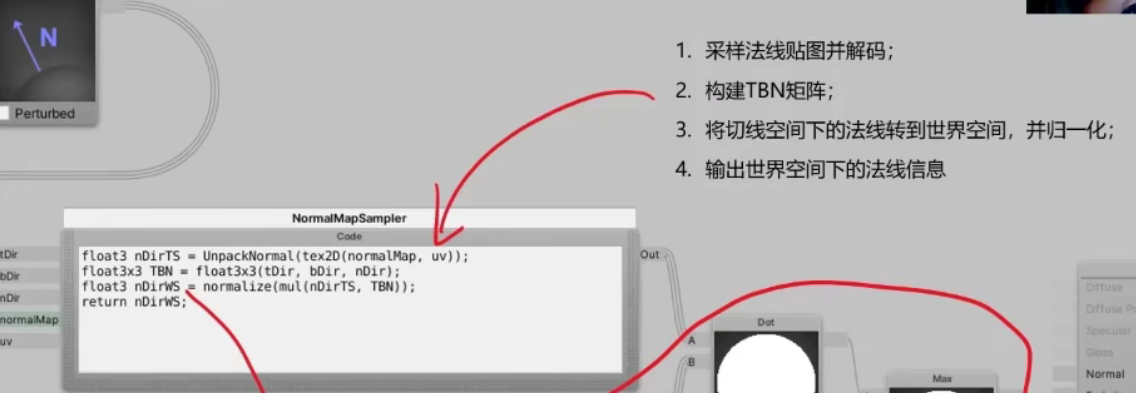 N
Perturbed
1. 采样法线贴图并解码；
2. 构建TBN矩阵；
3. 将切线空间下的法线转到世界空间，并归一化；
4. 输出世界空间下的法线信息
NormalMapSampler
Code
tDir
bDir
nDir
normalMap
uv
float3 nDirTS = UnpackNormal(tex2D(normalMap, uv));
float3x3 TBN = float3x3(tDir, bDir, nDir);
float3 nDirWS = normalize(mul(nDirTS, TBN));
return nDirWS;
Out
Dot
A
B
Max
Diffuse
Diffuse Po
Specular
Gloss
Normal